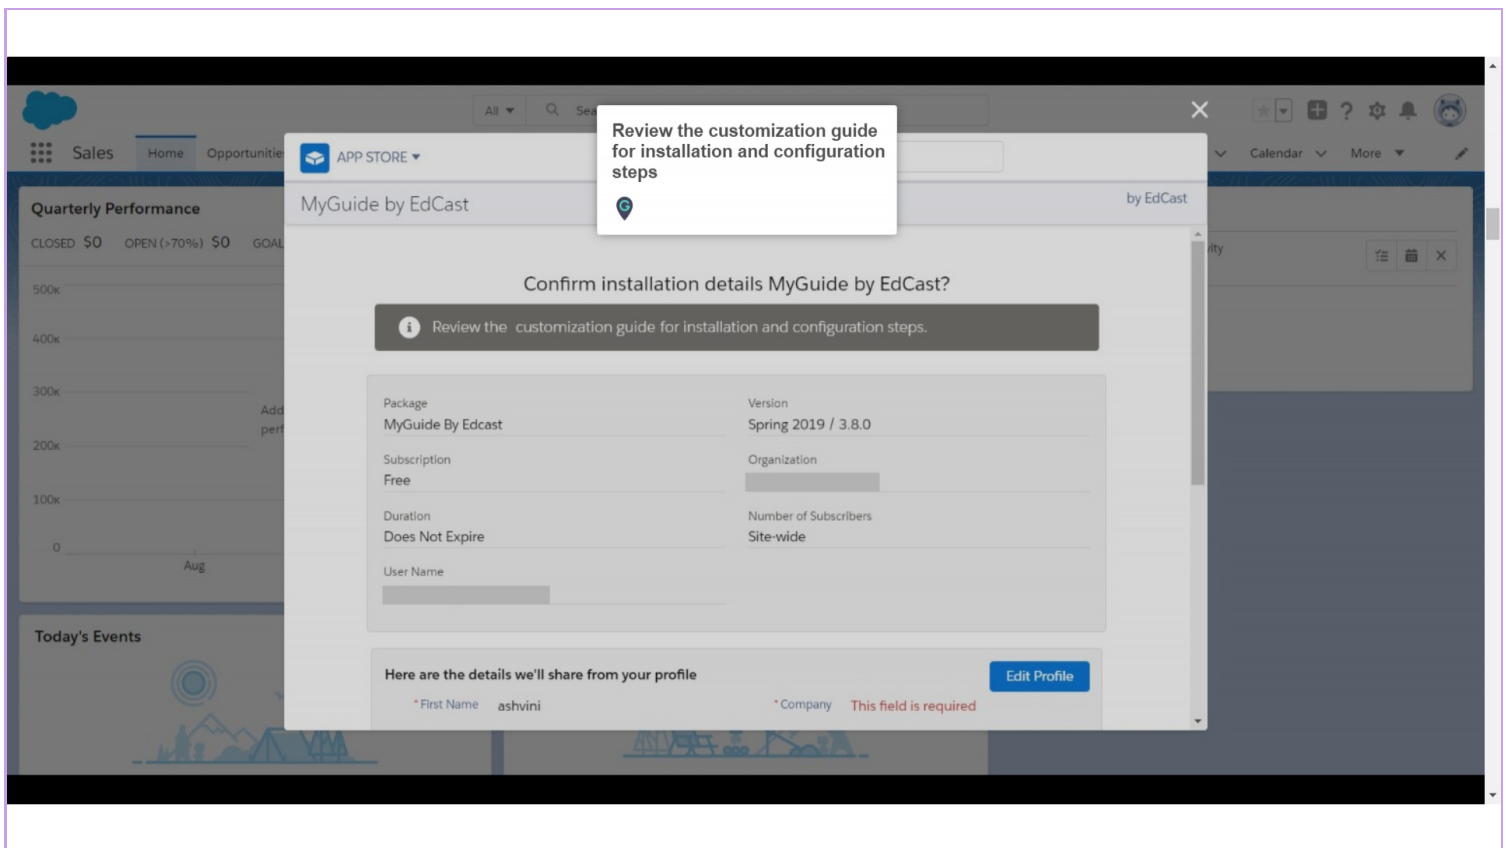 All
Sea
Review the customization guide
for installation and configuration
steps
Sales
Home
Opportunitie
APP STORE
Calendar
More
MyGuide by EdCast
by EdCast
Quarterly Performance
CLOSED $0 OPEN (>70%) $0 GOAL
vity
Confirm installation details MyGuide by EdCast?
Review the customization guide for installation and configuration steps.
500K
400K
300K
200K
100K
0
Aug
Add
perf
Package
MyGuide By Edcast
Version
Spring 2019 / 3.8.0
Subscription
Free
Organization
Duration
Does Not Expire
Number of Subscribers
Site-wide
User Name
Today's Events
Here are the details we'll share from your profile
Edit Profile
*First Name ashvini
*Company This field is required